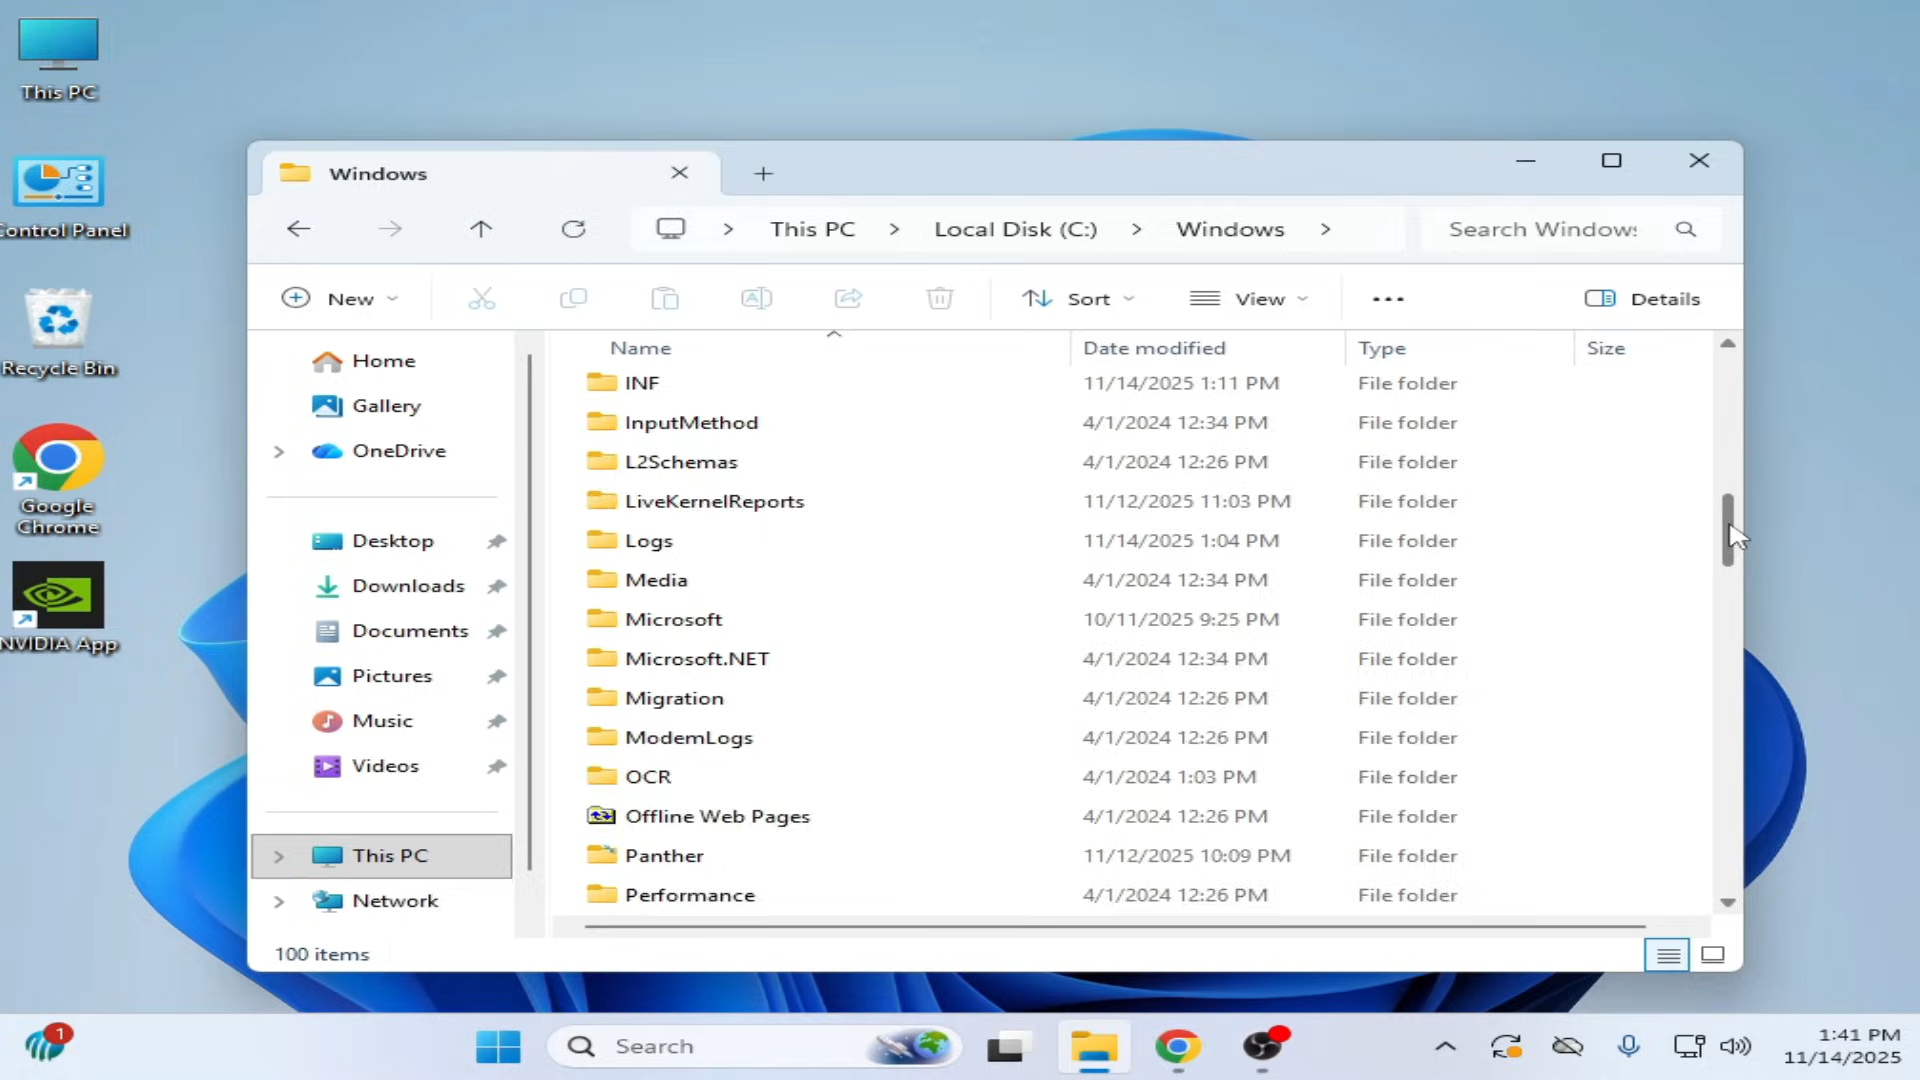 This PC
Control Panel
Recycle Bin
Google
Chrome
NVIDIA App
Windows
This PC
Local Disk (C:)
Windows
Search Windows
New
Sort
View
Details
Home
Gallery
OneDrive
Desktop
Downloads
Documents
Pictures
Music
Videos
This PC
Network
Name Date modified Type Size
INF 11/14/2025 1:11 PM File folder
InputMethod 4/1/2024 12:34 PM File folder
L2Schemas 4/1/2024 12:26 PM File folder
LiveKernelReports 11/12/2025 11:03 PM File folder
Logs 11/14/2025 1:04 PM File folder
Media 4/1/2024 12:34 PM File folder
Microsoft 10/11/2025 9:25 PM File folder
Microsoft.NET 4/1/2024 12:34 PM File folder
Migration 4/1/2024 12:26 PM File folder
ModemLogs 4/1/2024 12:26 PM File folder
OCR 4/1/2024 1:03 PM File folder
Offline Web Pages 4/1/2024 12:26 PM File folder
Panther 11/12/2025 10:09 PM File folder
Performance 4/1/2024 12:26 PM File folder
100 items
1
Search
1:41 PM
11/14/2025